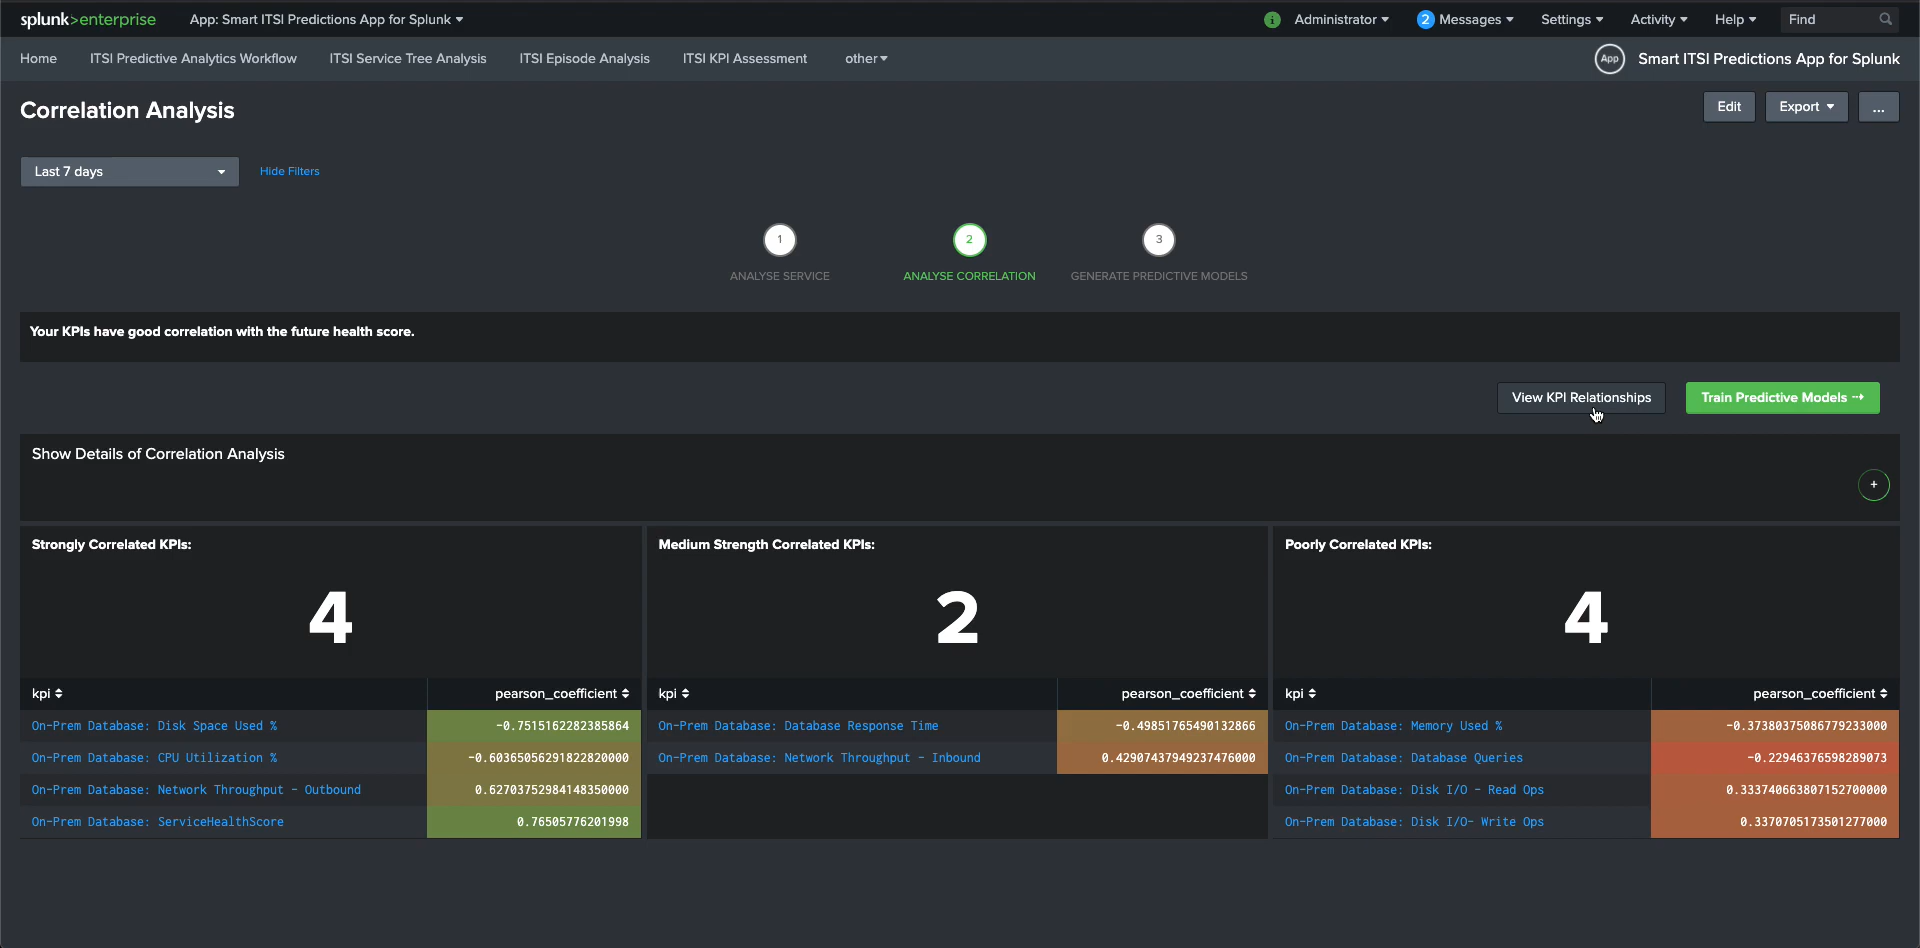 splunk>enterprise App: Smart ITSI Predictions App for Splunk i Administrator 2 Messages Settings Activity Help Find
Home ITSI Predictive Analytics Workflow ITSI Service Tree Analysis ITSI Episode Analysis ITSI KPI Assessment other App Smart ITSI Predictions App for Splunk
Correlation Analysis Edit Export ...
Last 7 days Hide Filters
1 2 3
ANALYSE SERVICE ANALYSE CORRELATION GENERATE PREDICTIVE MODELS
Your KPIs have good correlation with the future health score.
View KPI Relationships Train Predictive Models →
Show Details of Correlation Analysis
+
Strongly Correlated KPIs: Medium Strength Correlated KPIs: Poorly Correlated KPIs:
4 2 4
kpi pearson_coefficient kpi pearson_coefficient kpi pearson_coefficient
On-Prem Database: Disk Space Used % -0.7515162282385864 On-Prem Database: Database Response Time -0.49851765490132866 On-Prem Database: Memory Used % -0.37380375086779233000
On-Prem Database: CPU Utilization % -0.60365056291822820000 On-Prem Database: Network Throughput - Inbound 0.42907437949237476000 On-Prem Database: Database Queries -0.22946376598289073
On-Prem Database: Network Throughput - Outbound 0.62703752984148350000 On-Prem Database: Disk I/O - Read Ops 0.333740663807152700000
On-Prem Database: ServiceHealthScore 0.76505776201998 On-Prem Database: Disk I/O- Write Ops 0.3370705173501277000